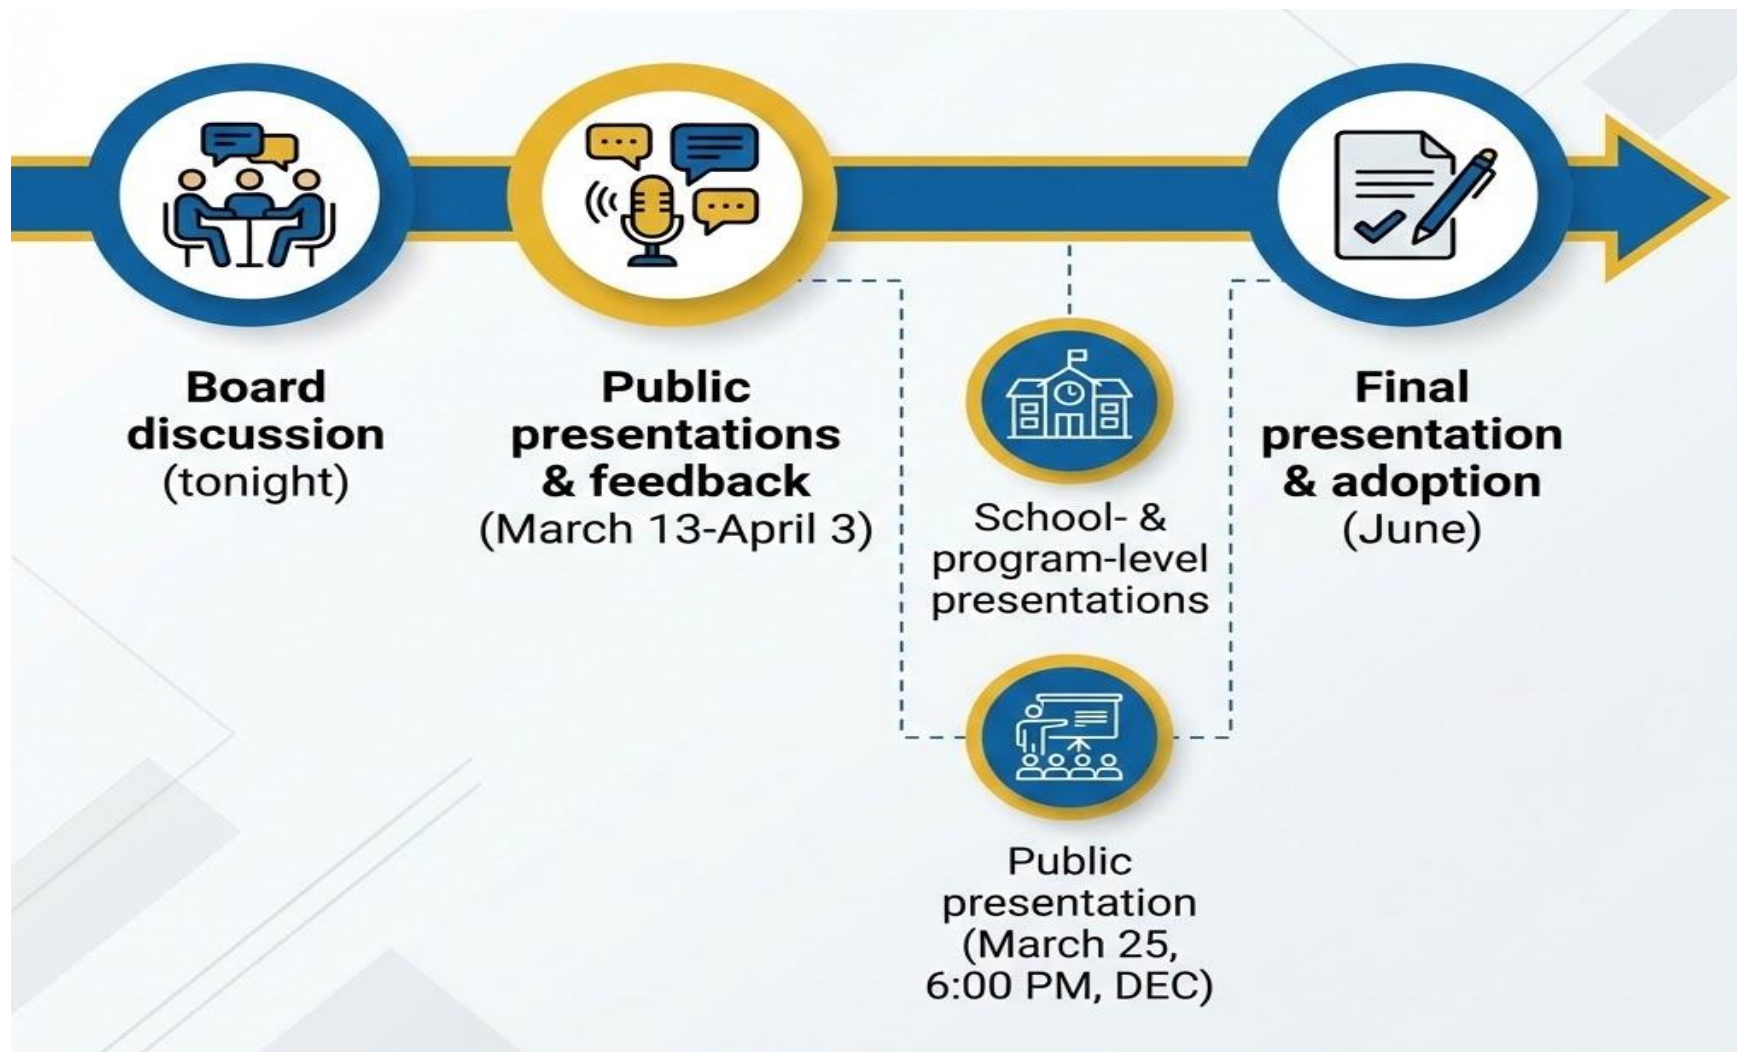 Board
discussion
(tonight)
Public
presentations
& feedback
(March 13-April 3)
School- &
program-level
presentations
Public
presentation
(March 25,
6:00 PM, DEC)
Final
presentation
& adoption
(June)